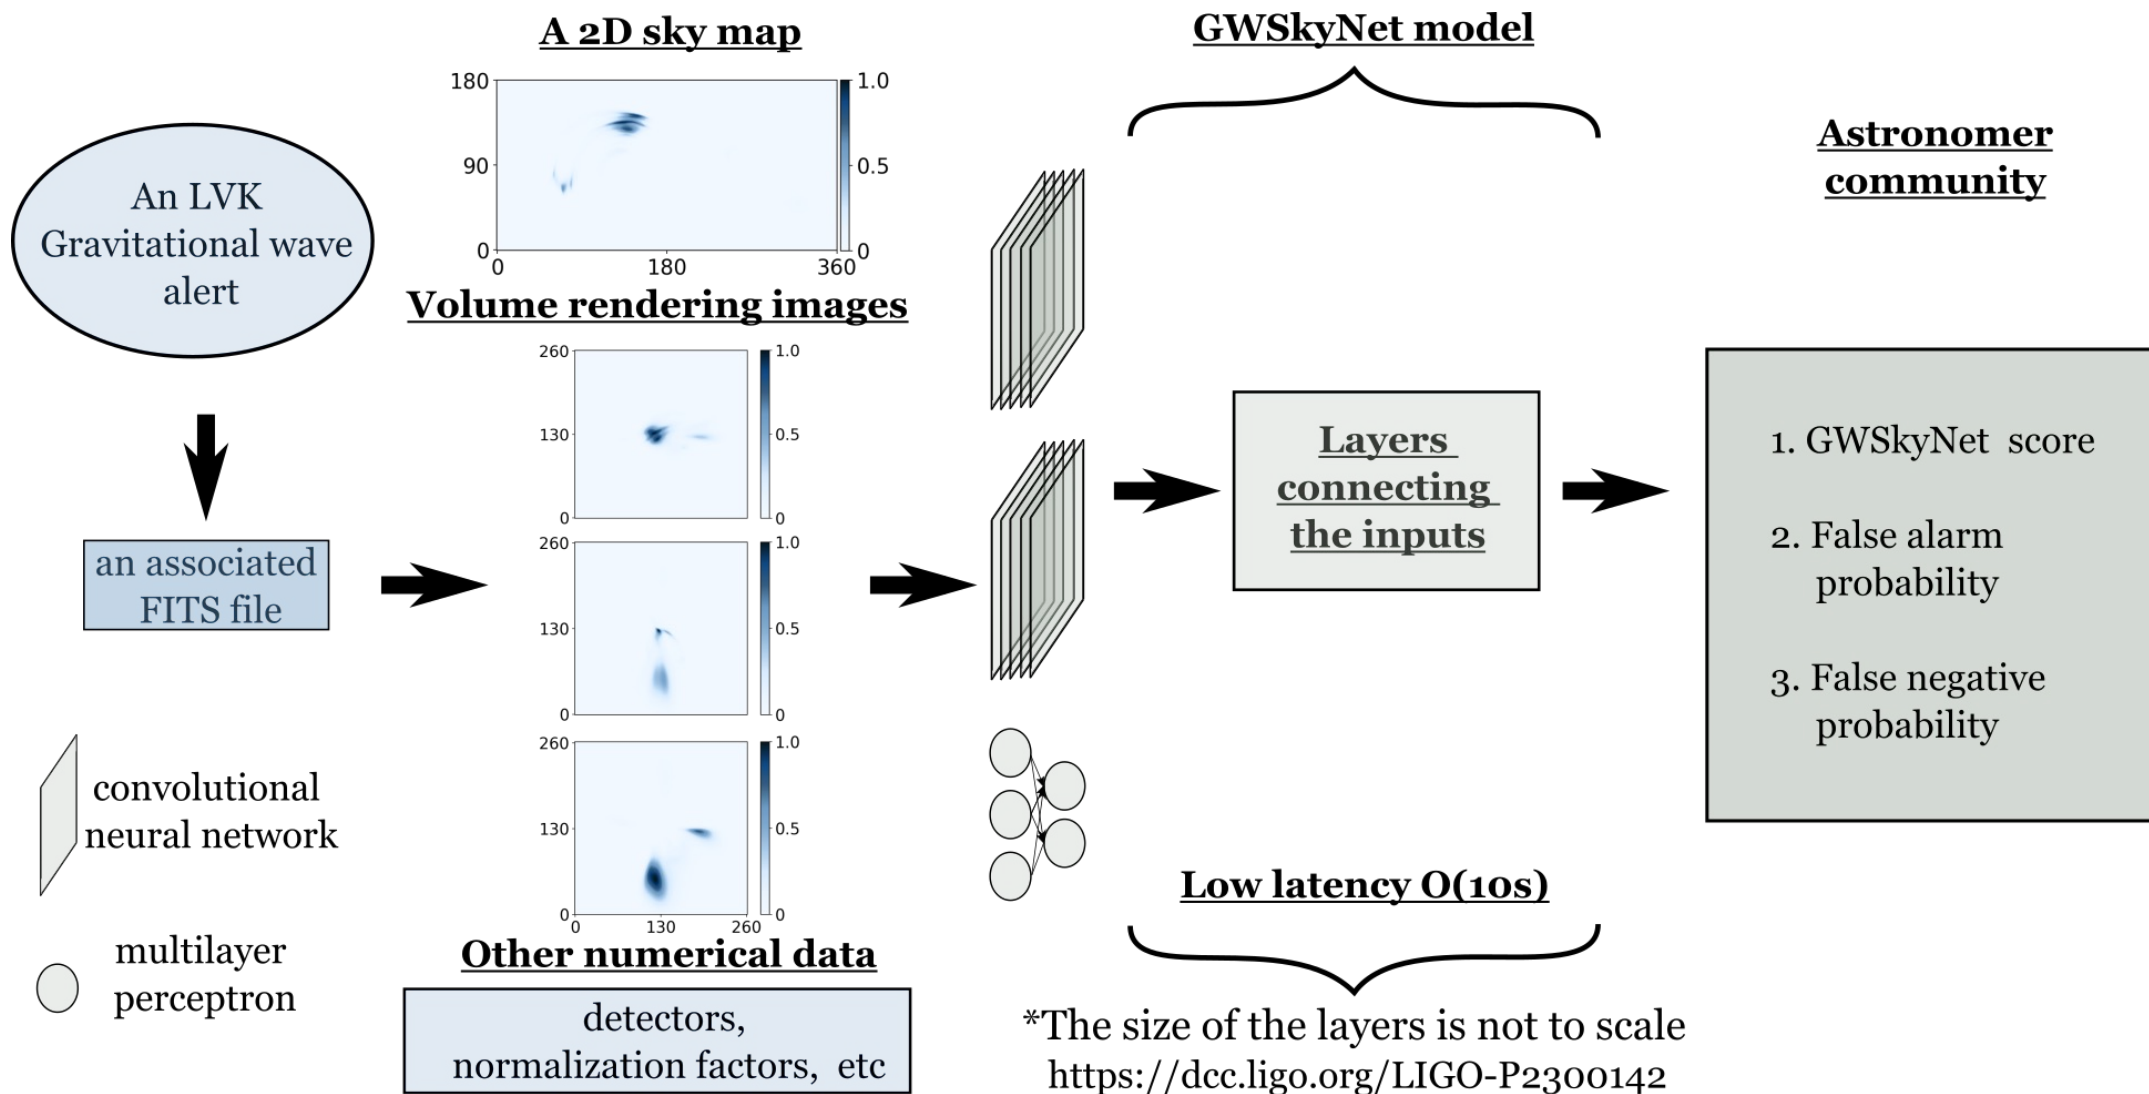 An LVK
Gravitational wave
alert
an associated
FITS file
convolutional
neural network
multilayer
perceptron
A 2D sky map
180
90
0
0
180
360
1.0
0.5
0
Volume rendering images
260
130
0
1.0
0.5
0
260
130
0
1.0
0.5
0
260
130
0
0
130
260
1.0
0.5
0
Other numerical data
detectors,
normalization factors, etc
GWSkyNet model
Layers
connecting
the inputs
Low latency O(10s)
*The size of the layers is not to scale
https://dcc.ligo.org/LIGO-P2300142
Astronomer
community
1. GWSkyNet score
2. False alarm
probability
3. False negative
probability